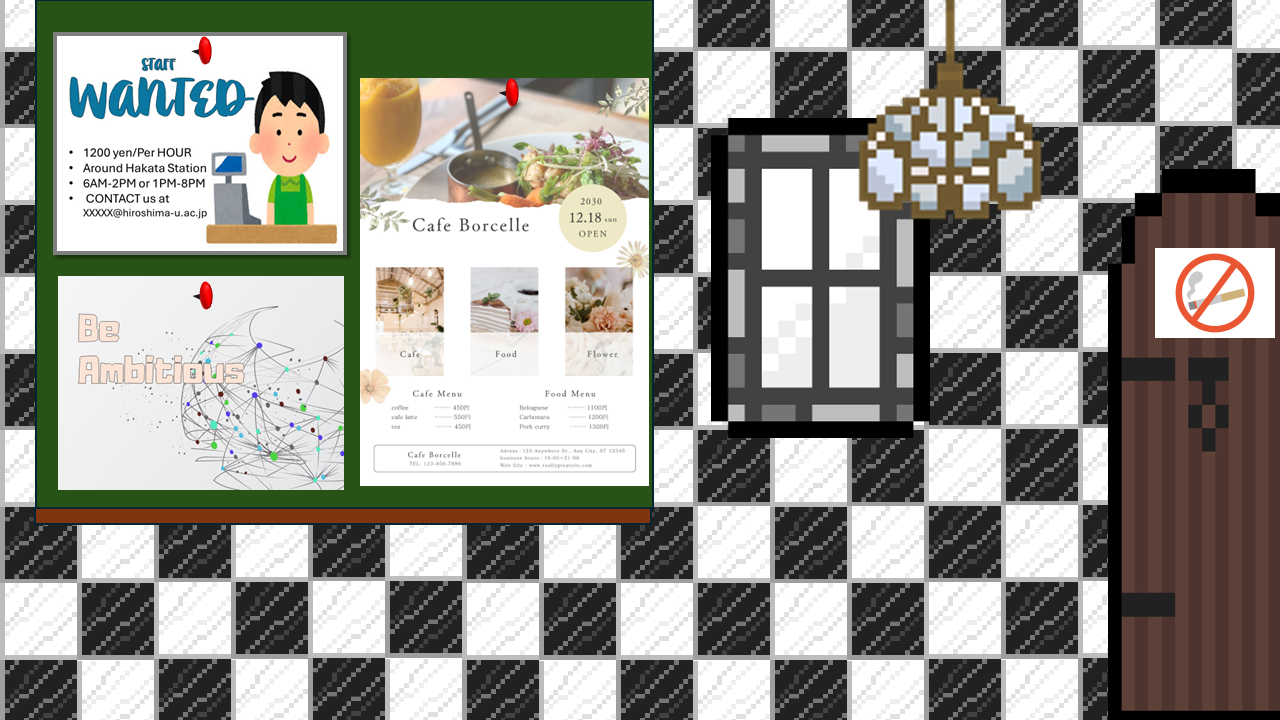 STAFF
WANTED
• 1200 yen/Per HOUR
• Around Hakata Station
• 6AM-2PM or 1PM-8PM
• CONTACT us at
XXXXX@hiroshima-u.ac.jp
Be
Ambitious
2030
12.18 sun
OPEN
Cafe Borcelle
Cafe
Food
Flower
Cafe Menu
coffee ········ 450円
cafe latte ········ 550円
tea ········ 450円
Food Menu
Bolognese ········ 1100円
Carbonara ········ 1200円
Pork curry ········ 1300円
Cafe Borcelle
TEL: 123-456-7890
Adress : 123 Anywhere St., Any City, ST 12345
business hours : 10:00~21:00
Web Site : www.reallygreatsite.com